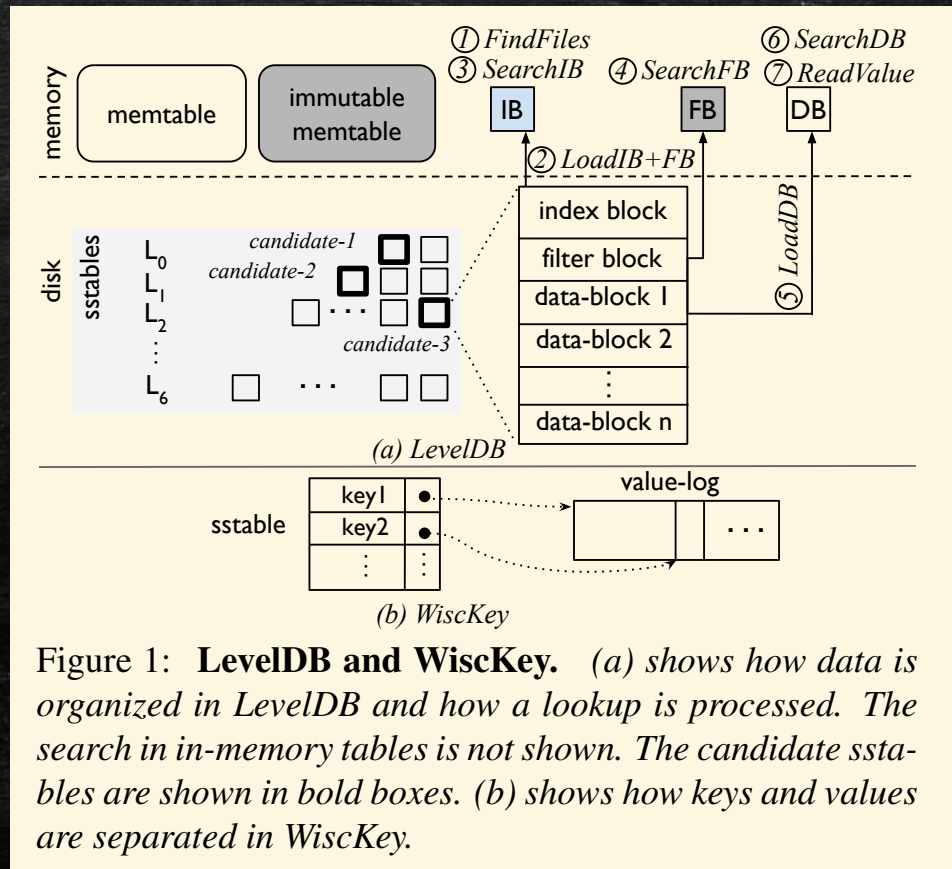 ① FindFiles
③ SearchIB
④ SearchFB
⑥ SearchDB
⑦ ReadValue
memory
memtable
immutable
memtable
IB
FB
DB
② LoadIB+FB
disk
sstables
L0
L1
L2
⋮
L6
candidate-1
candidate-2
· · ·
candidate-3
· · ·
index block
filter block
data-block 1
data-block 2
⋮
data-block n
⑤ LoadDB
(a) LevelDB
sstable
key1
key2
⋮ ⋮
value-log
· · ·
(b) WiscKey
Figure 1: LevelDB and WiscKey. (a) shows how data is
organized in LevelDB and how a lookup is processed. The
search in in-memory tables is not shown. The candidate ssta-
bles are shown in bold boxes. (b) shows how keys and values
are separated in WiscKey.